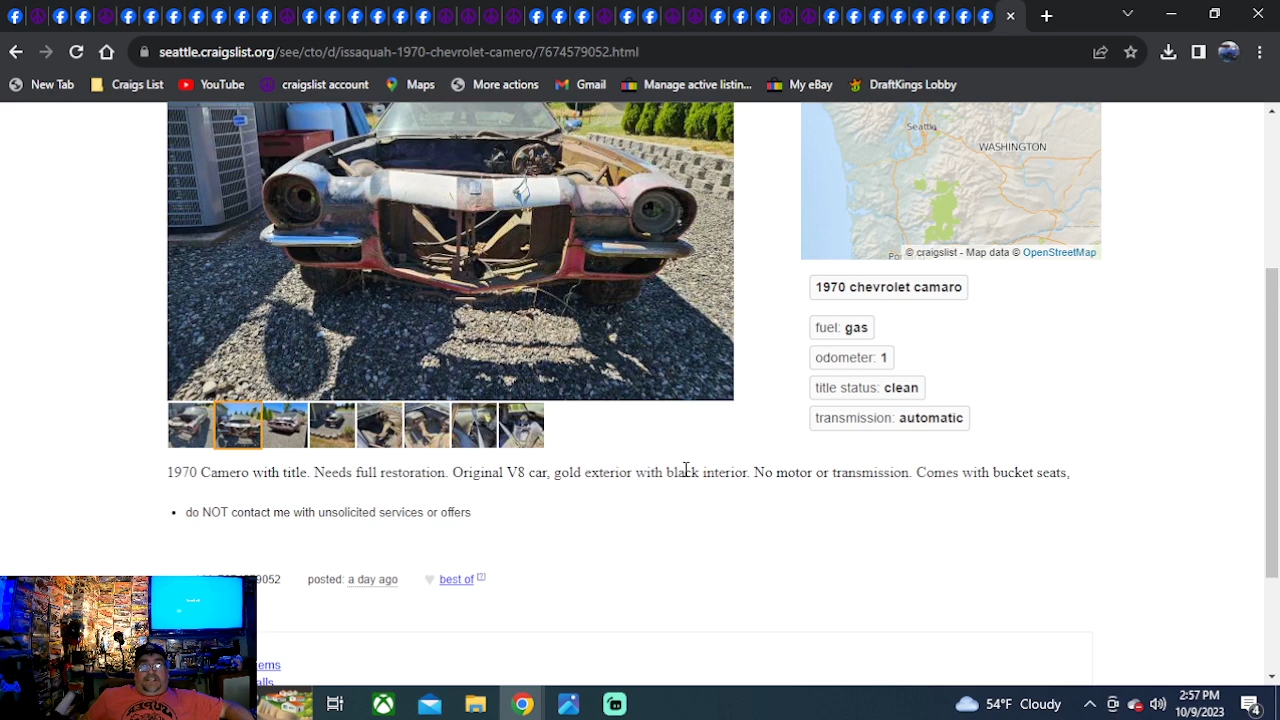 seattle.craigslist.org/see/cto/d/issaquah-1970-chevrolet-camero/7674579052.html
New Tab
Craigs List
YouTube
craigslist account
Maps
More actions
Gmail
Manage active listin...
My eBay
DraftKings Lobby
Seattle
WASHINGTON
© craigslist - Map data © OpenStreetMap
1970 chevrolet camaro
fuel: gas
odometer: 1
title status: clean
transmission: automatic
1970 Camero with title. Needs full restoration. Original V8 car, gold exterior with black interior. No motor or transmission. Comes with bucket seats,
• do NOT contact me with unsolicited services or offers
posted: a day ago
best of [?]
54°F Cloudy
2:57 PM
10/9/2023
4